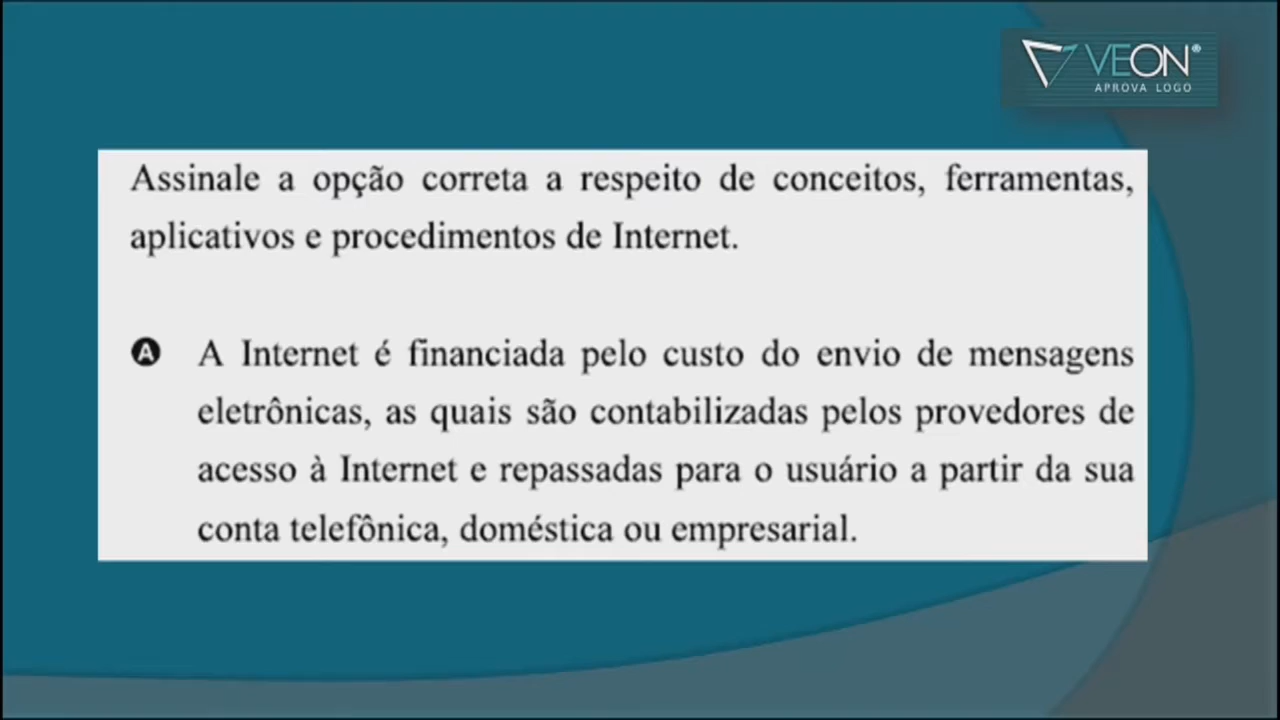 VEON®
APROVA LOGO
Assinale a opção correta a respeito de conceitos, ferramentas,
aplicativos e procedimentos de Internet.
A A Internet é financiada pelo custo do envio de mensagens
eletrônicas, as quais são contabilizadas pelos provedores de
acesso à Internet e repassadas para o usuário a partir da sua
conta telefônica, doméstica ou empresarial.